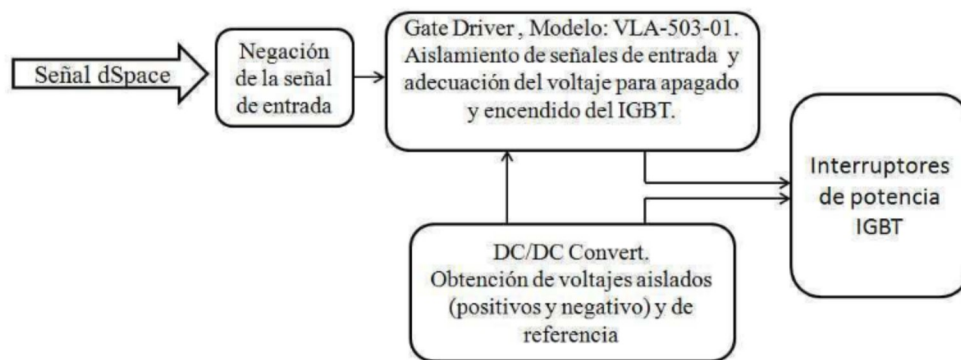 Señal dSpace
Negación
de la señal
de entrada
Gate Driver , Modelo: VLA-503-01.
Aislamiento de señales de entrada y
adecuación del voltaje para apagado
y encendido del IGBT.
Interruptores
de potencia
IGBT
DC/DC Convert.
Obtención de voltajes aislados
(positivos y negativo) y de
referencia